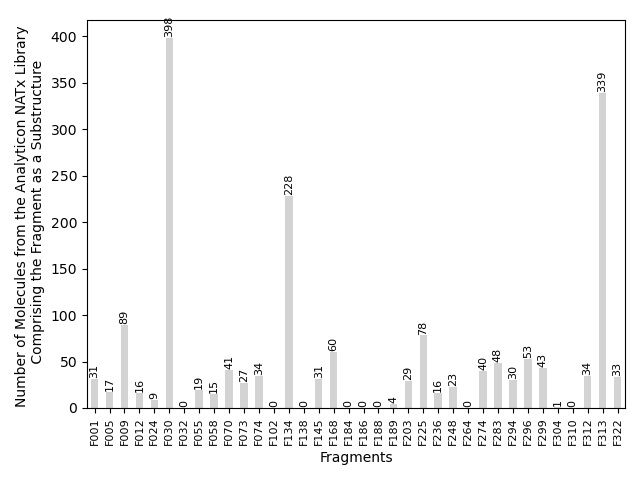 Number of Molecules from the Analyticon NATx Library
Comprising the Fragment as a Substructure
400
350
300
250
200
150
100
50
0
31
17
89
16
9
398
0
19
15
41
27
34
0
228
0
31
60
0
0
0
4
29
78
16
23
0
40
48
30
53
43
1
0
34
339
33
F001
F005
F009
F012
F024
F030
F032
F055
F058
F070
F073
F074
F102
F134
F138
F145
F168
F184
F186
F188
F189
F203
F225
F236
F248
F264
F274
F283
F294
F296
F299
F304
F310
F312
F313
F322
Fragments